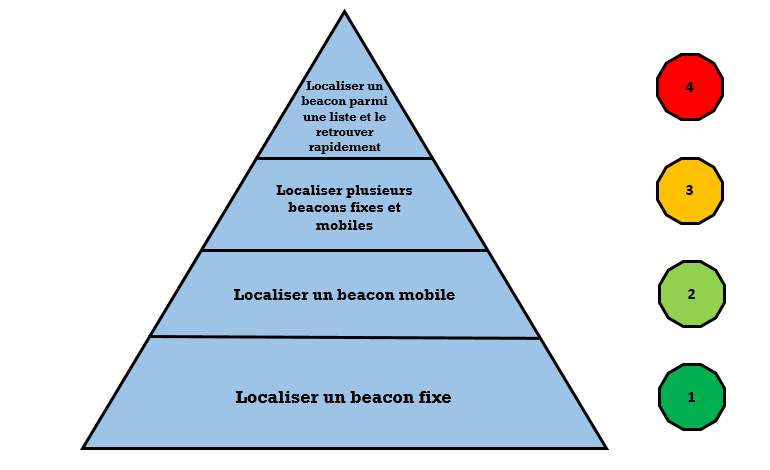 Localiser un
beacon parmi
une liste et le
retrouver
rapidement
4
Localiser plusieurs
beacons fixes et
mobiles
3
Localiser un beacon mobile
2
Localiser un beacon fixe
1